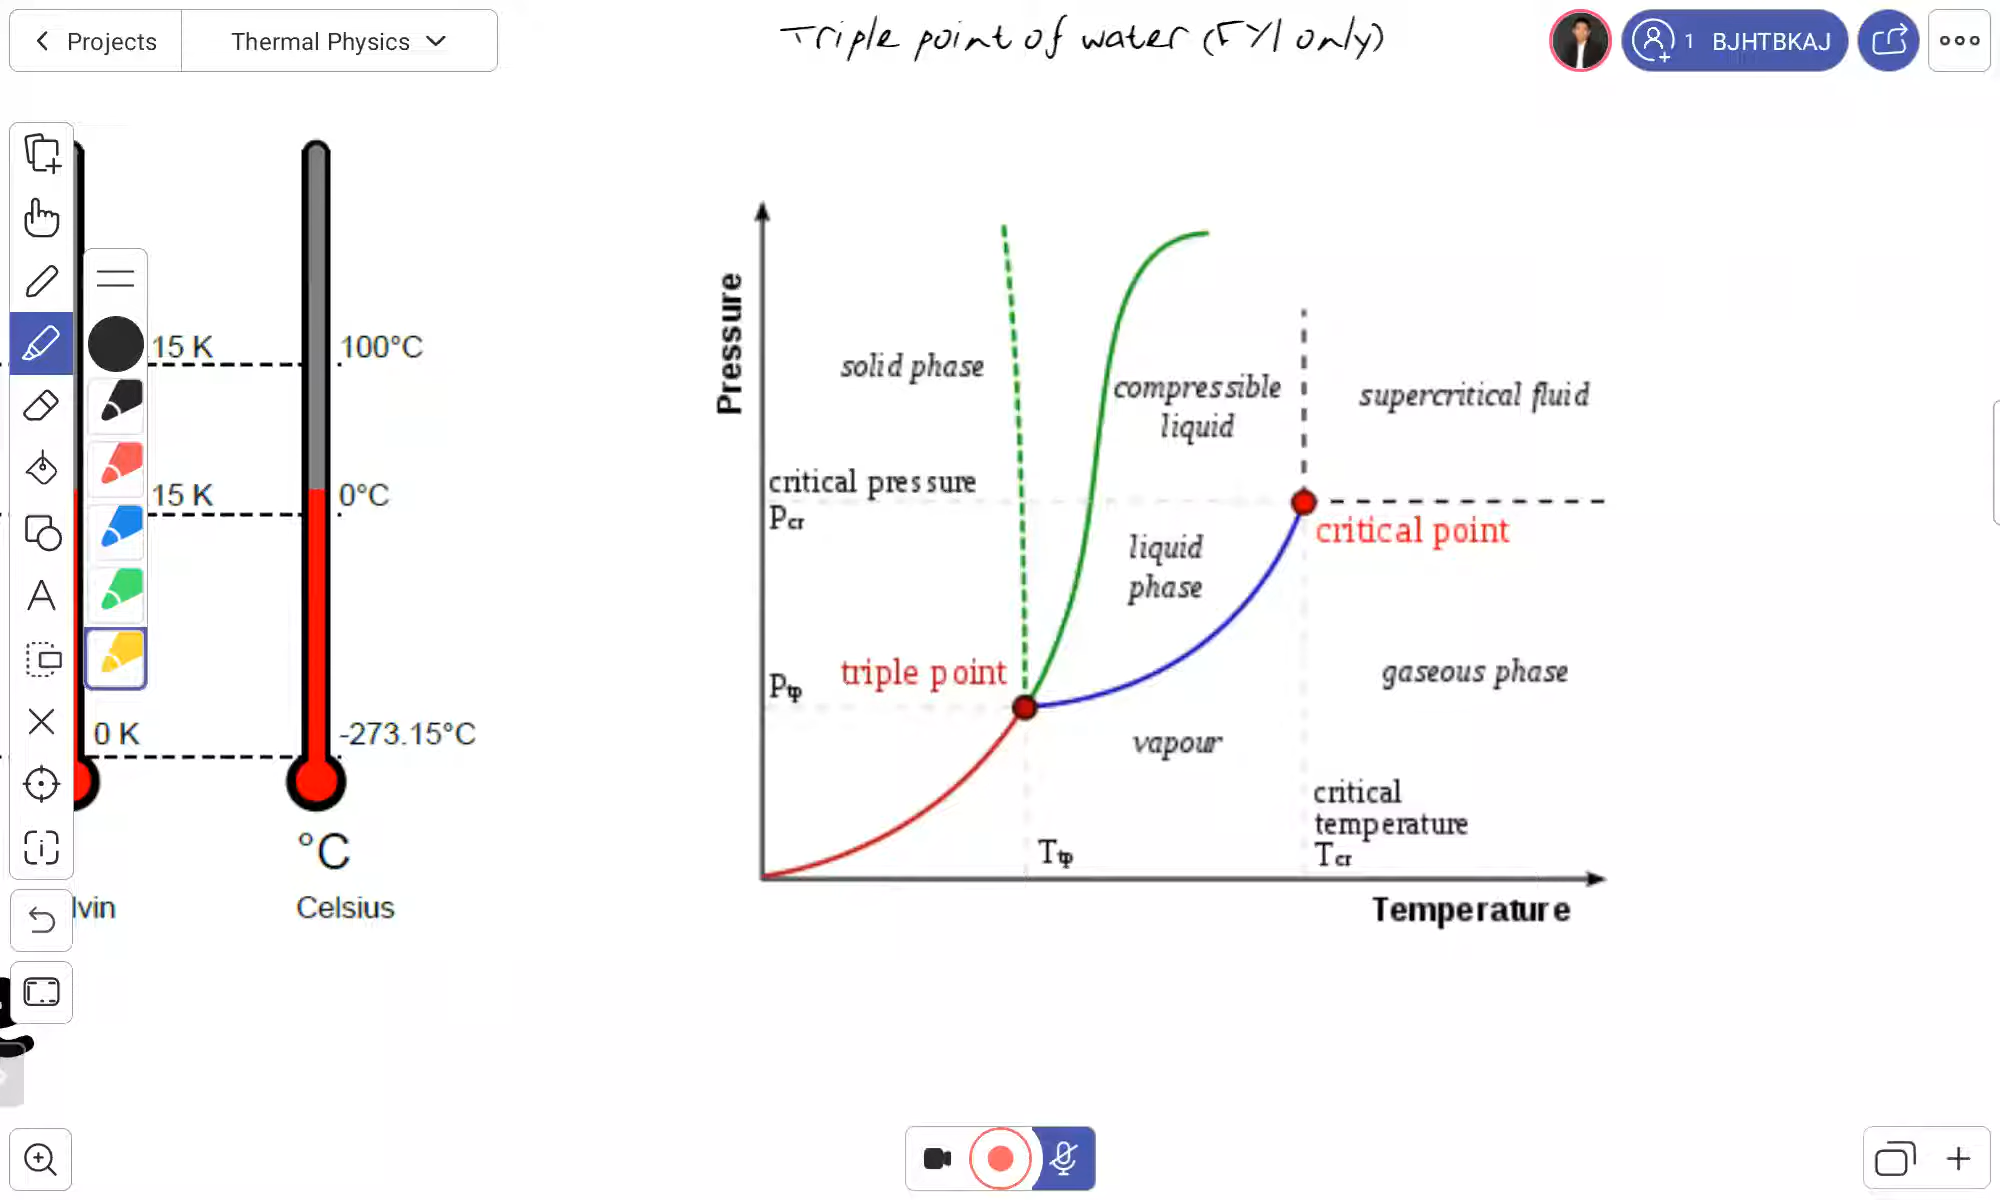 Projects
Thermal Physics
Triple point of water (FYI only)
1 BJHTBKAJ
15 K
100°C
15 K
0°C
0 K
-273.15°C
°C
lvin
Celsius
Pressure
solid phase
compressible
liquid
supercritical fluid
critical pressure
Pcr
critical point
liquid
phase
triple point
Ptp
gaseous phase
vapour
critical
temperature
Tcr
Ttp
Temperature